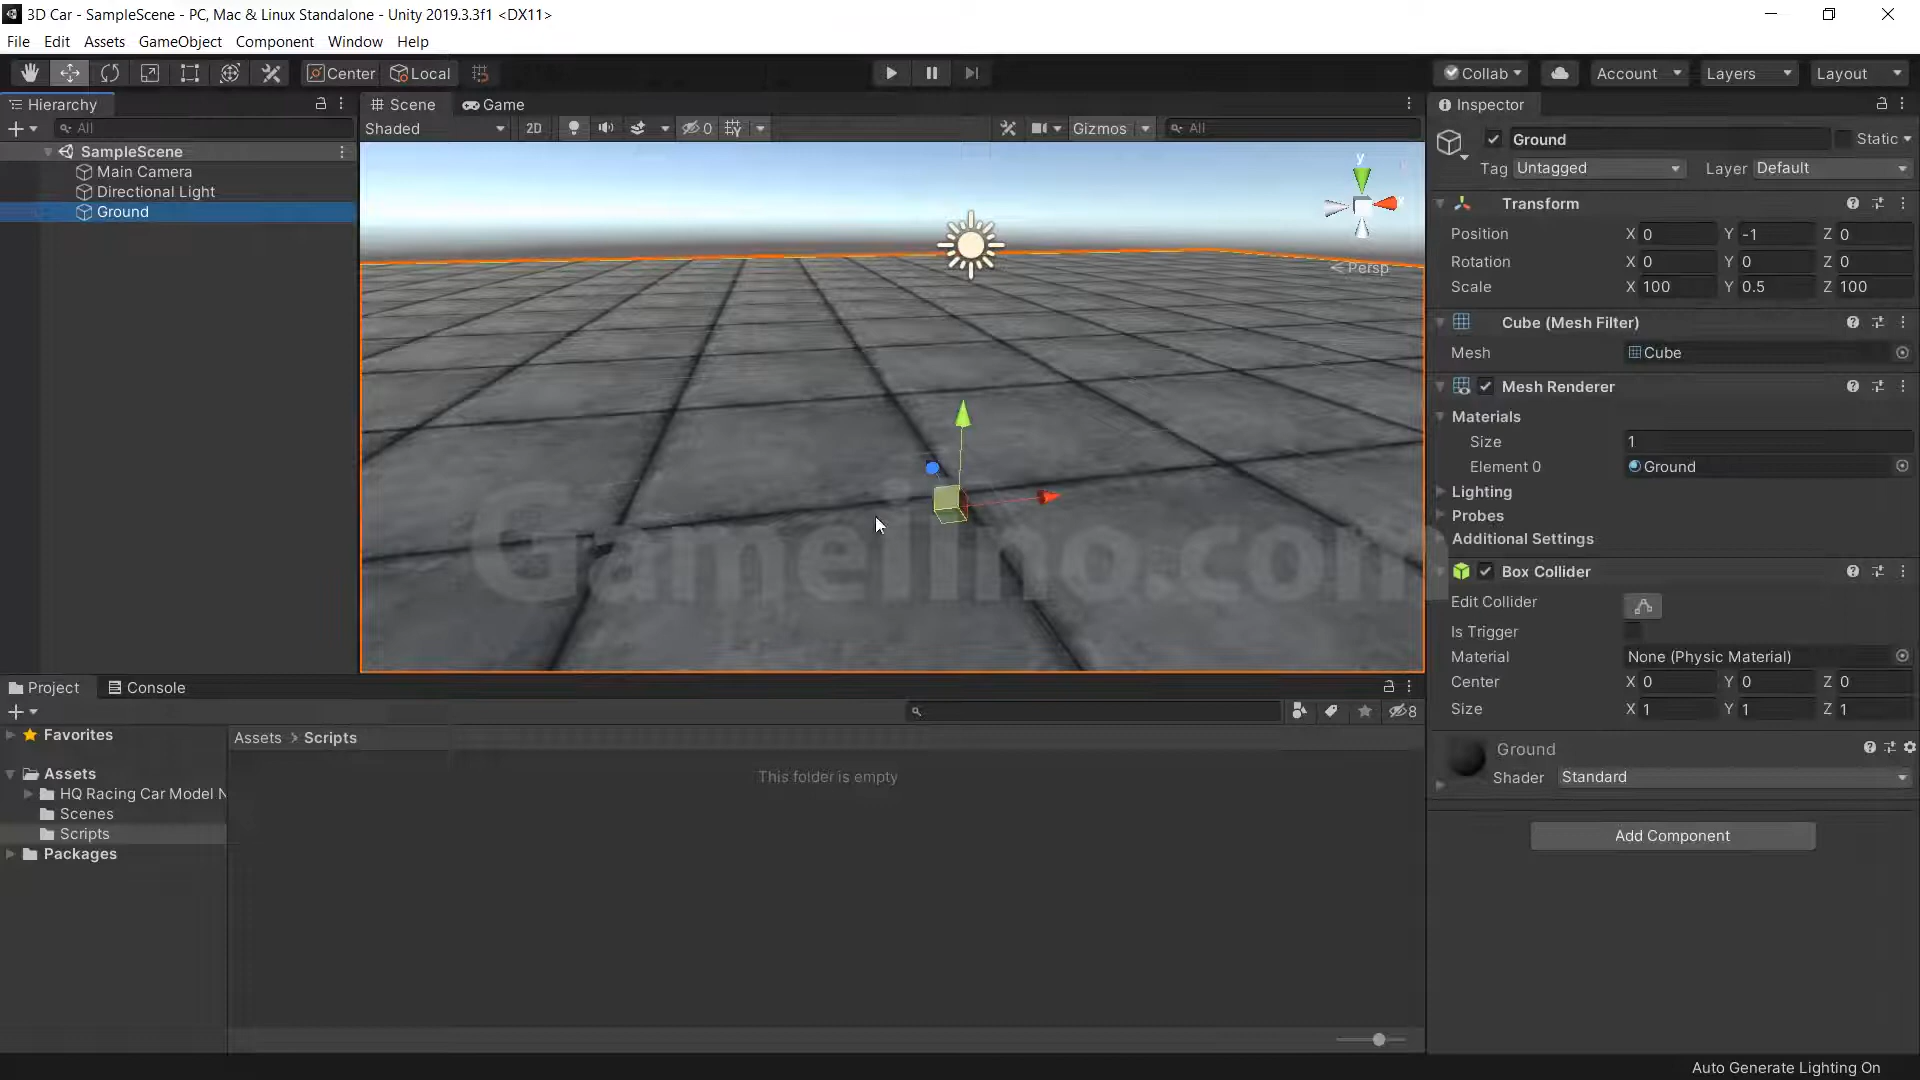 3D Car - SampleScene - PC, Mac & Linux Standalone - Unity 2019.3.3f1 <DX11>
File Edit Assets GameObject Component Window Help
Center Local Collab Account Layers Layout
Hierarchy
All
SampleScene
Main Camera
Directional Light
Ground
Scene Game
Shaded 2D 0 Gizmos All
y
x
Persp
Gamelino.com
Inspector
Ground Static
Tag Untagged Layer Default
Transform
Position X 0 Y -1 Z 0
Rotation X 0 Y 0 Z 0
Scale X 100 Y 0.5 Z 100
Cube (Mesh Filter)
Mesh Cube
Mesh Renderer
Materials
Size 1
Element 0 Ground
Lighting
Probes
Additional Settings
Box Collider
Edit Collider
Is Trigger
Material None (Physic Material)
Center X 0 Y 0 Z 0
Size X 1 Y 1 Z 1
Ground
Shader Standard
Add Component
Project Console
8
Favorites
Assets
HQ Racing Car Model N
Scenes
Scripts
Packages
Assets > Scripts
This folder is empty
Auto Generate Lighting On